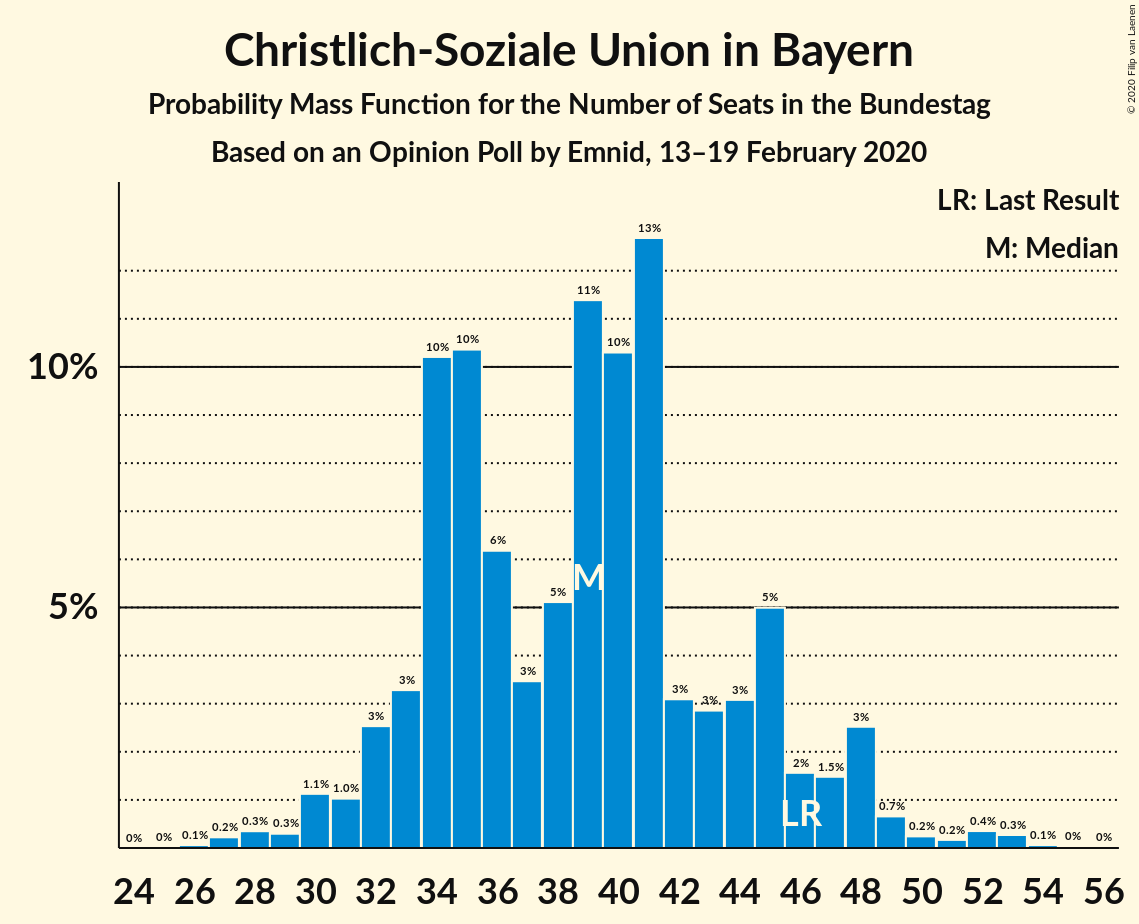 Christlich-Soziale Union in Bayern
Probability Mass Function for the Number of Seats in the Bundestag
Based on an Opinion Poll by Emnid, 13–19 February 2020
© 2020 Filip van Laenen
LR: Last Result
M: Median
10%
5%
0% 0% 0.1% 0.2% 0.3% 0.3% 1.1% 1.0% 3% 3% 10% 10% 6% 3% 5% 11% 10% 13% 3% 3% 3% 5% 2% 1.5% 3% 0.7% 0.2% 0.2% 0.4% 0.3% 0.1% 0% 0%
M
LR
24 26 28 30 32 34 36 38 40 42 44 46 48 50 52 54 56